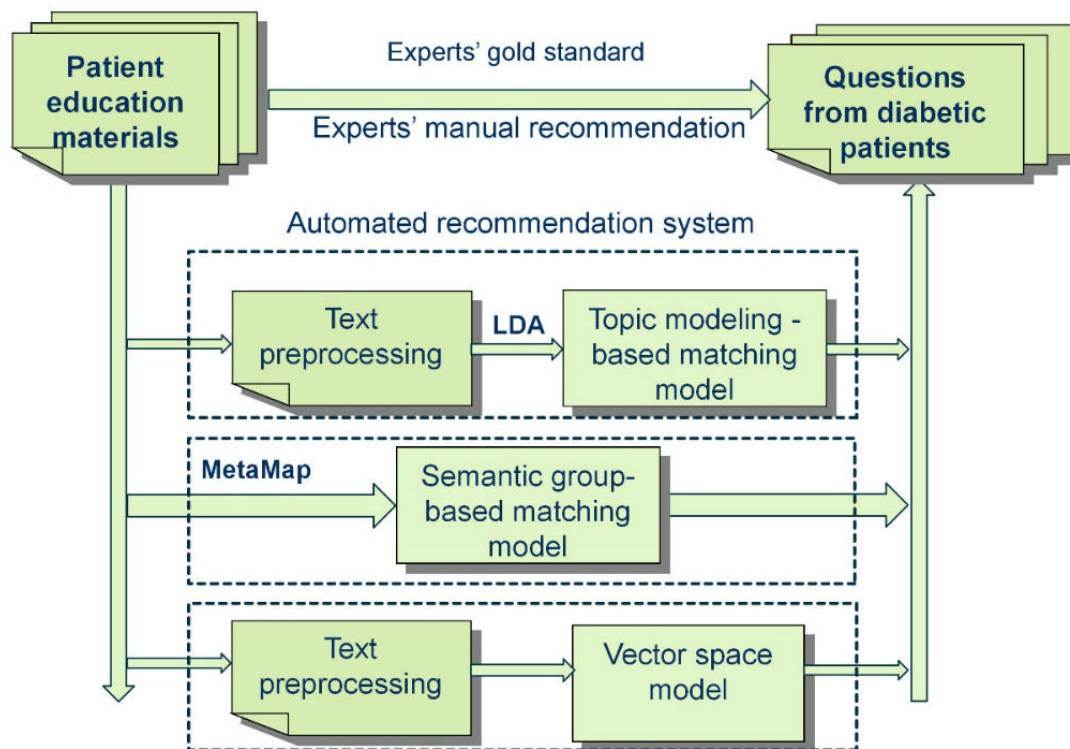 Patient
education
materials
Experts’ gold standard
Experts’ manual recommendation
Questions
from diabetic
patients
Automated recommendation system
Text
preprocessing
LDA
Topic modeling -
based matching
model
MetaMap
Semantic group-
based matching
model
Text
preprocessing
Vector space
model